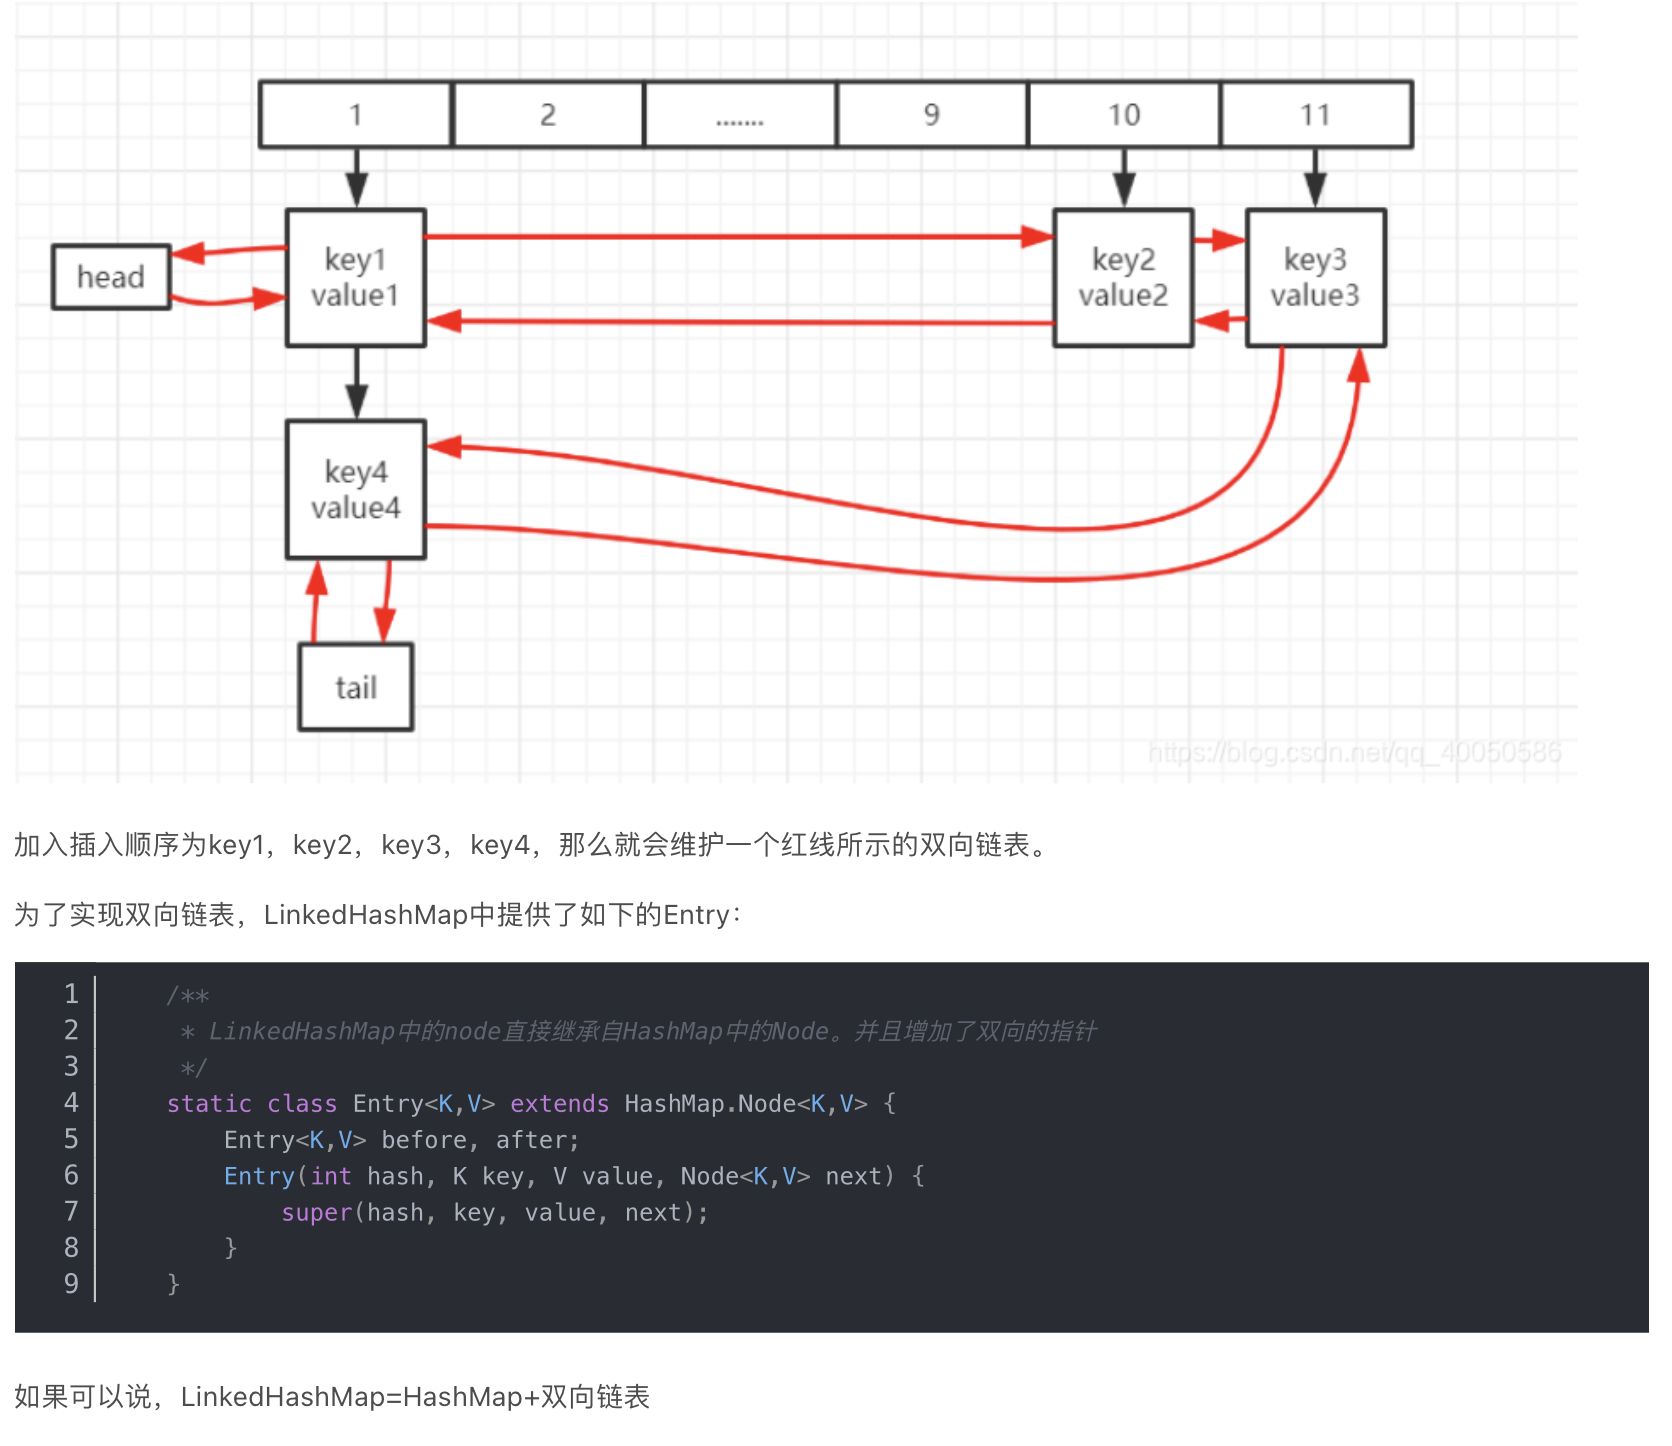 1 2 ....... 9 10 11
head
key1
value1
key2
value2
key3
value3
key4
value4
tail
https://blog.csdn.net/qq_40050586
加入插入顺序为key1，key2，key3，key4，那么就会维护一个红线所示的双向链表。
为了实现双向链表，LinkedHashMap中提供了如下的Entry：
1 /**
2 * LinkedHashMap中的node直接继承自HashMap中的Node。并且增加了双向的指针
3 */
4 static class Entry<K,V> extends HashMap.Node<K,V> {
5 Entry<K,V> before, after;
6 Entry(int hash, K key, V value, Node<K,V> next) {
7 super(hash, key, value, next);
8 }
9 }
如果可以说，LinkedHashMap=HashMap+双向链表